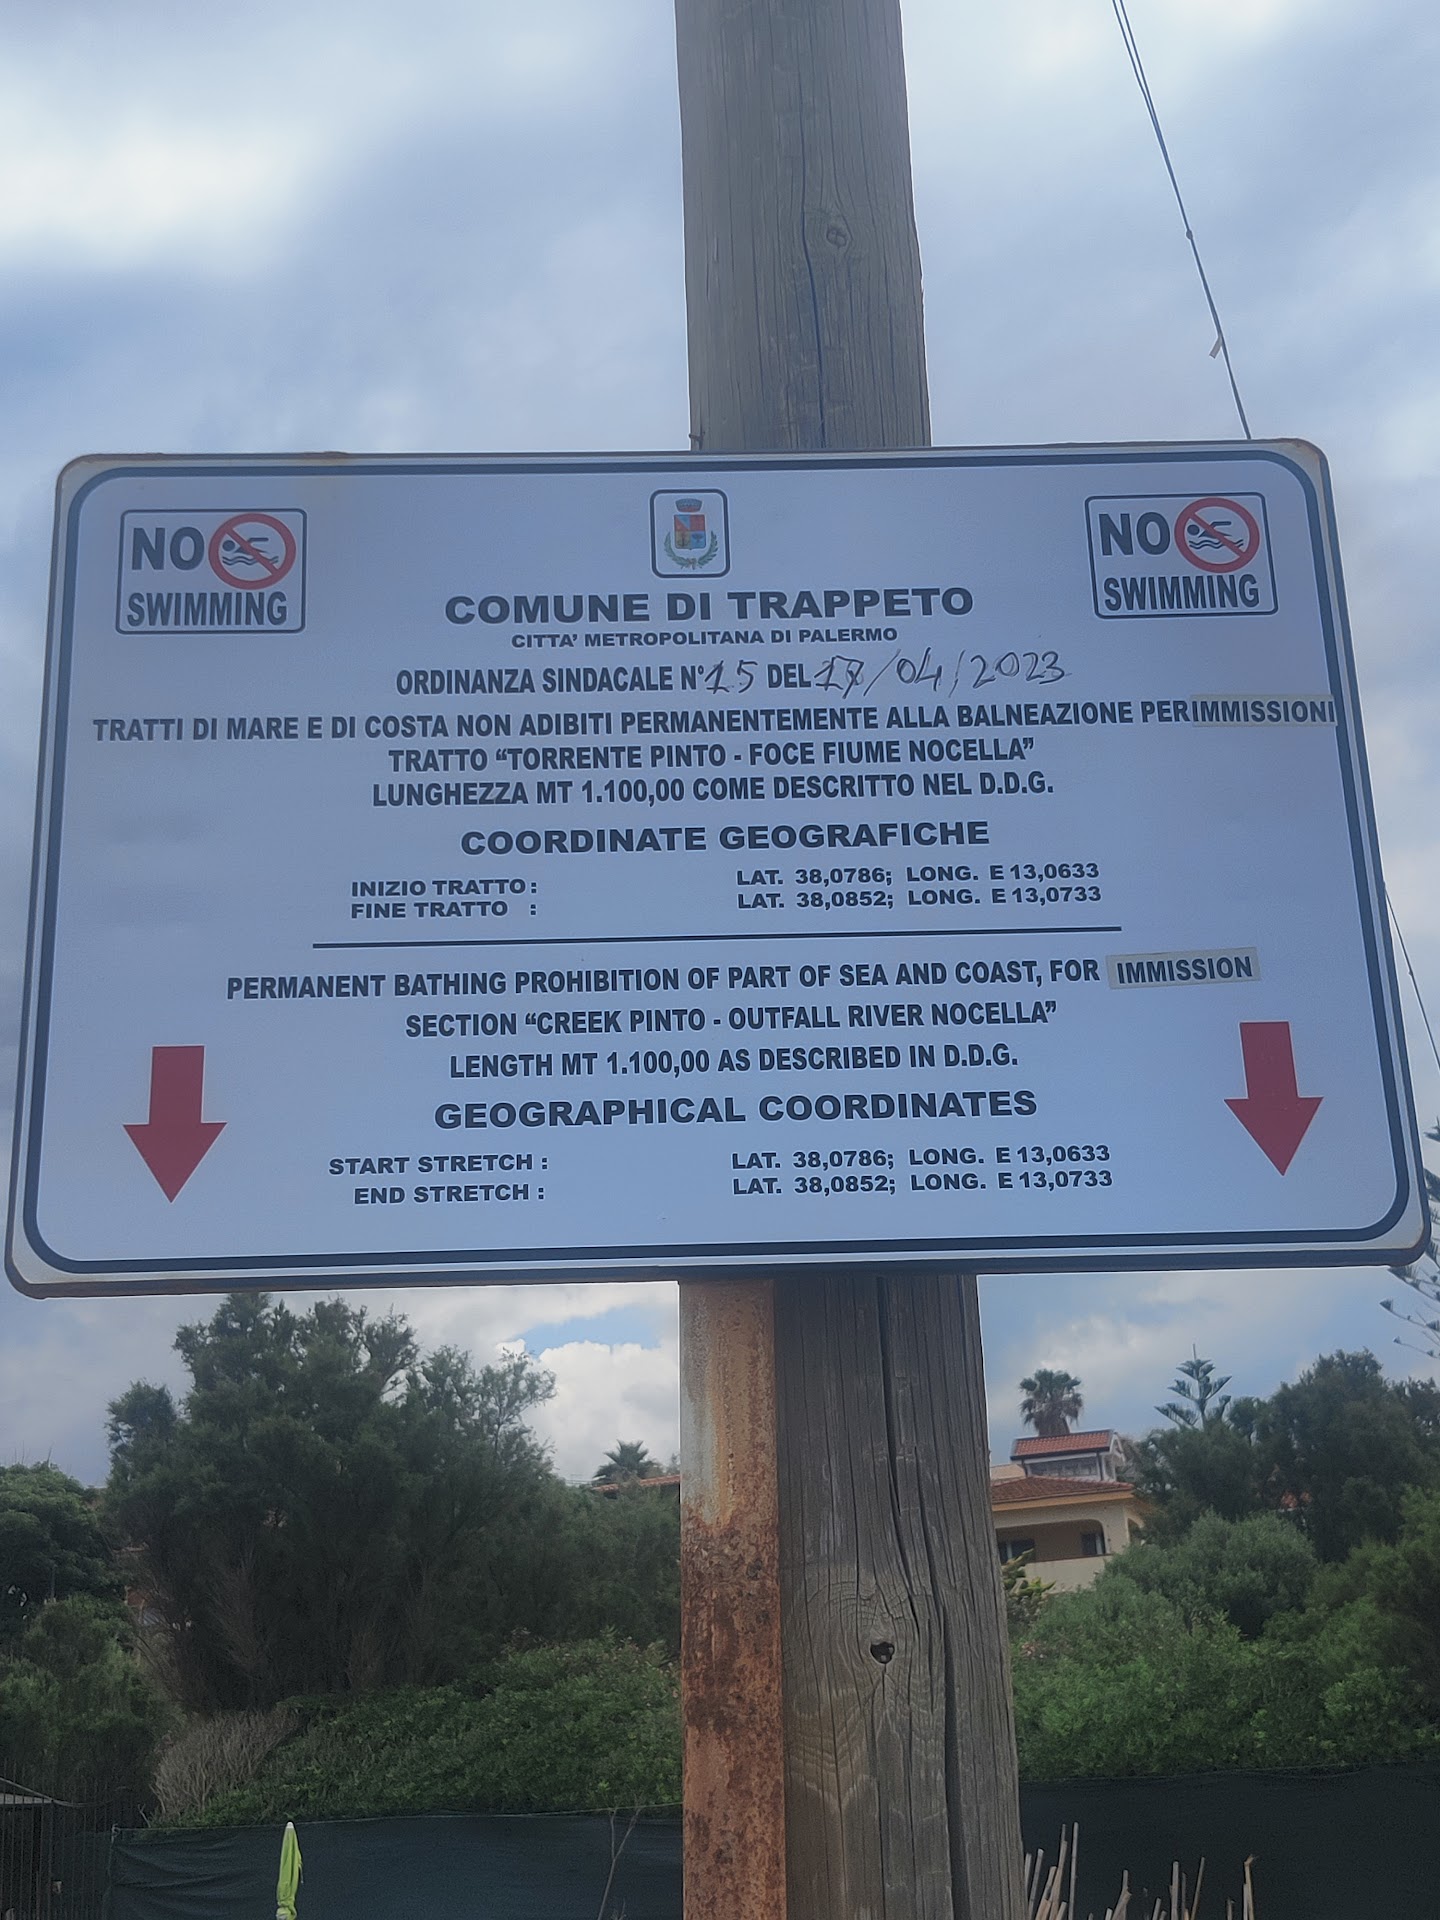 NO
SWIMMING
NO
SWIMMING
COMUNE DI TRAPPETO
CITTA' METROPOLITANA DI PALERMO
ORDINANZA SINDACALE N° 15 DEL 17/04/2023
TRATTI DI MARE E DI COSTA NON ADIBITI PERMANENTEMENTE ALLA BALNEAZIONE PER IMMISSIONI
TRATTO “TORRENTE PINTO - FOCE FIUME NOCELLA”
LUNGHEZZA MT 1.100,00 COME DESCRITTO NEL D.D.G.
COORDINATE GEOGRAFICHE
INIZIO TRATTO : LAT. 38,0786; LONG. E 13,0633
FINE TRATTO : LAT. 38,0852; LONG. E 13,0733
PERMANENT BATHING PROHIBITION OF PART OF SEA AND COAST, FOR IMMISSION
SECTION “CREEK PINTO - OUTFALL RIVER NOCELLA”
LENGTH MT 1.100,00 AS DESCRIBED IN D.D.G.
GEOGRAPHICAL COORDINATES
START STRETCH : LAT. 38,0786; LONG. E 13,0633
END STRETCH : LAT. 38,0852; LONG. E 13,0733